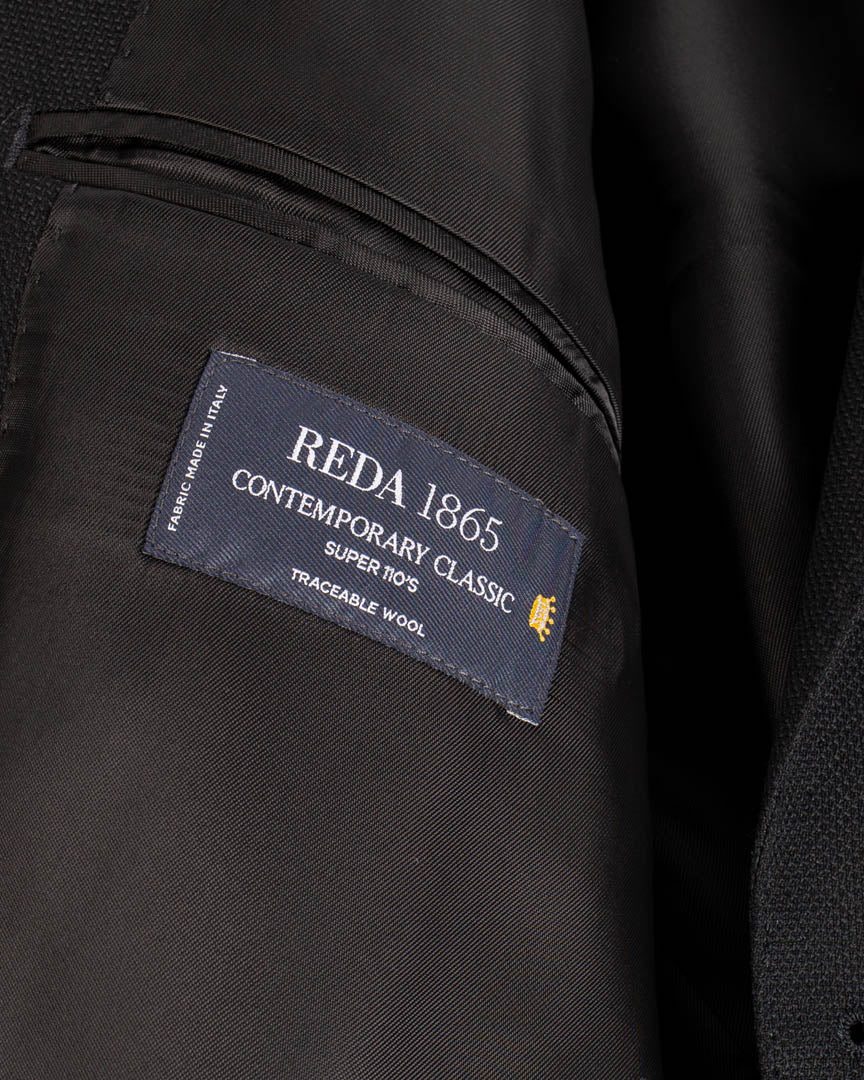 FABRIC MADE IN ITALY
REDA 1865
CONTEMPORARY CLASSIC
SUPER 110'S
TRACEABLE WOOL